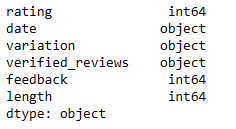 rating                int64
date                 object
variation            object
verified_reviews     object
feedback              int64
length                int64
dtype: object